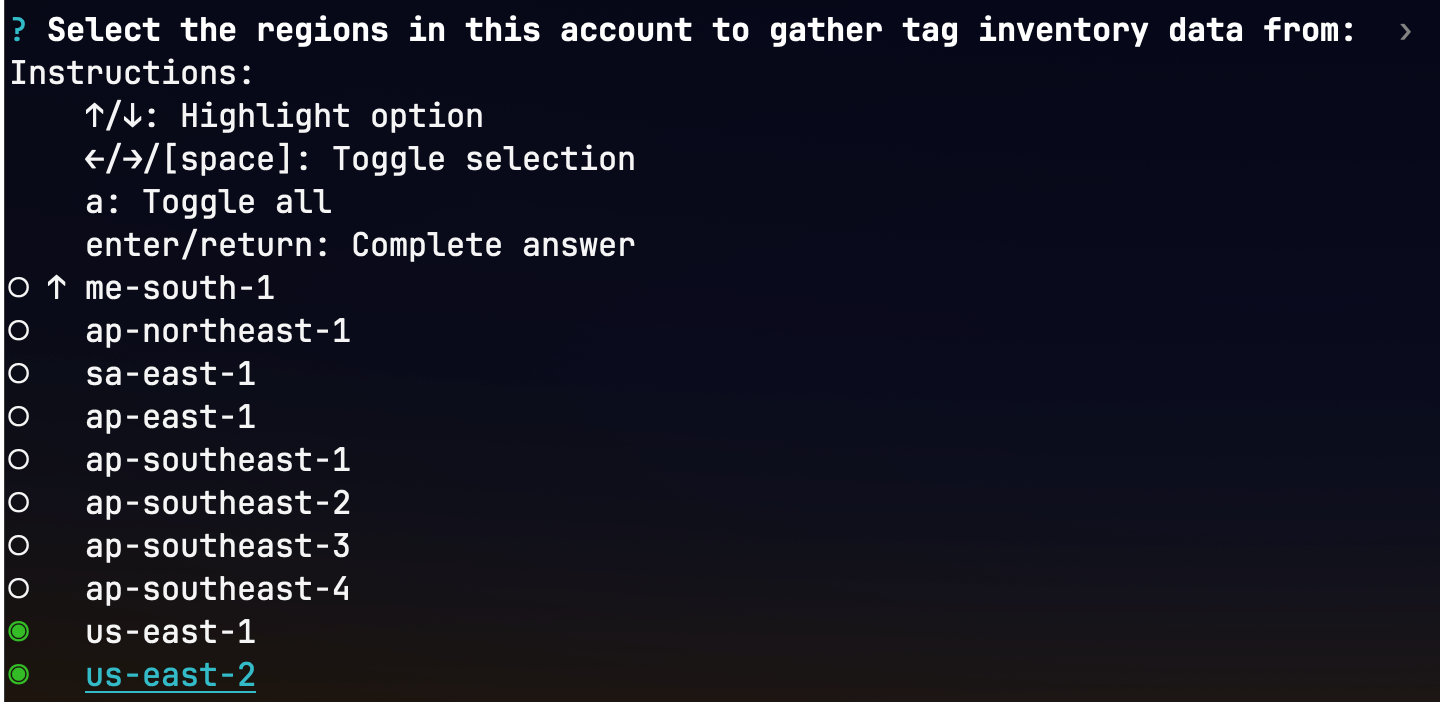 ? Select the regions in this account to gather tag inventory data from:  ›
Instructions:
    ↑/↓: Highlight option
    ←/→/[space]: Toggle selection
    a: Toggle all
    enter/return: Complete answer
◯ ↑ me-south-1
◯   ap-northeast-1
◯   sa-east-1
◯   ap-east-1
◯   ap-southeast-1
◯   ap-southeast-2
◯   ap-southeast-3
◯   ap-southeast-4
◉   us-east-1
◉   us-east-2